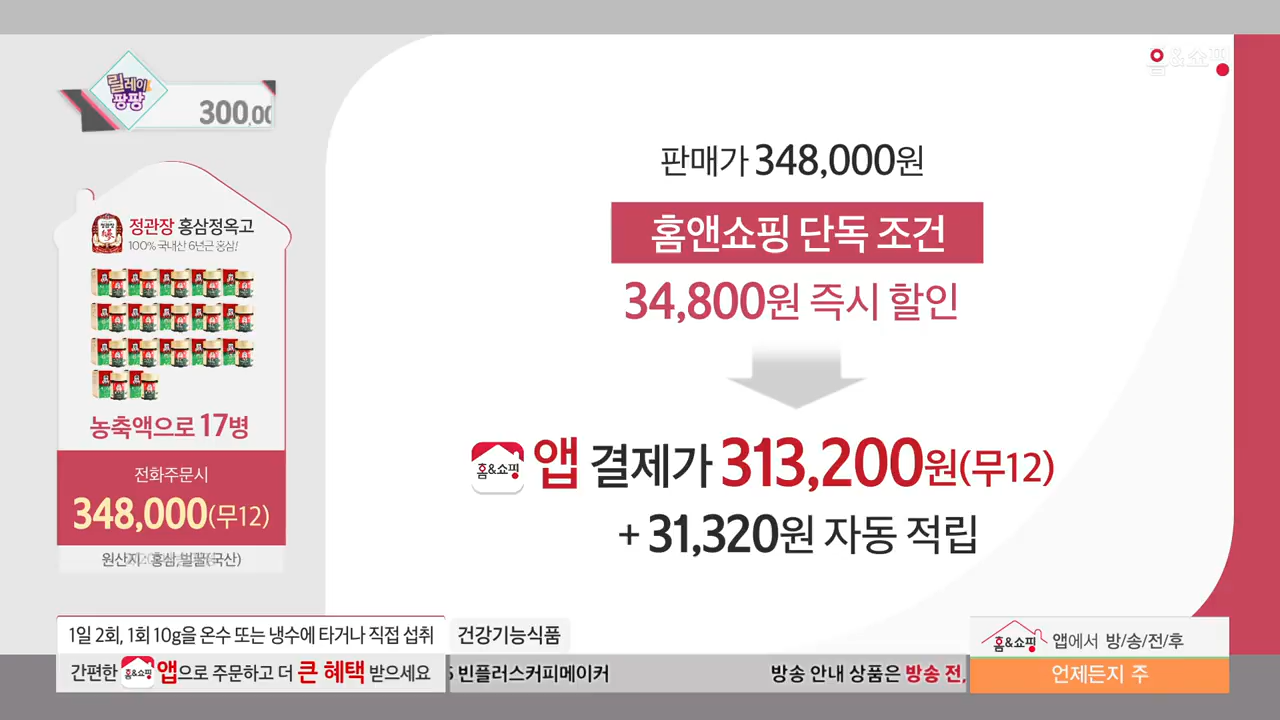 홈&쇼핑
릴레이
팡팡
300,00
판매가 348,000원
홈앤쇼핑 단독 조건
34,800원 즉시 할인
홈&쇼핑 앱 결제가 313,200원(무12)
+ 31,320원 자동 적립
정관장 홍삼정옥고
100% 국내산 6년근 홍삼!
농축액으로 17병
전화주문시
348,000(무12)
원산지: 홍삼,벌꿀(국산)
1일 2회, 1회 10g을 온수 또는 냉수에 타거나 직접 섭취
건강기능식품
간편한 홈&쇼핑 앱으로 주문하고 더 큰 혜택 받으세요
빈플러스커피메이커
방송 안내 상품은 방송 전,
홈&쇼핑 앱에서 방/송/전/후
언제든지 주